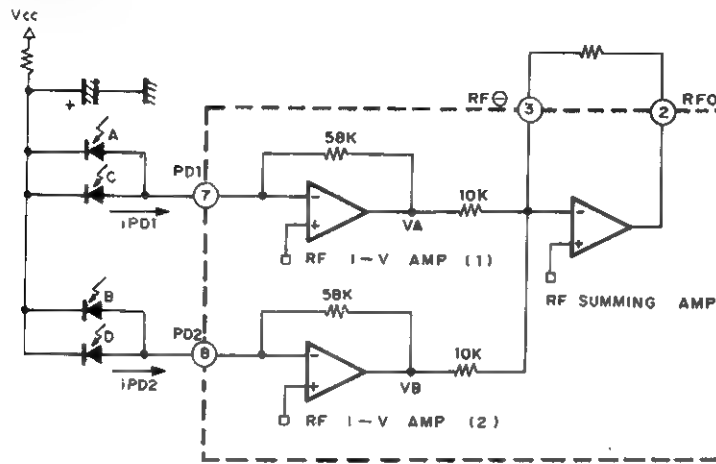 Vcc
+
RF ⊖ 3 2 RFO
A
58K
PD1 7
C
−
10K
−
iPD1
+
VA
+
RF I−V AMP (1)
RF SUMMING AMP
B
58K
D
PD2 8
−
10K
iPD2
+
VB
RF I−V AMP (2)